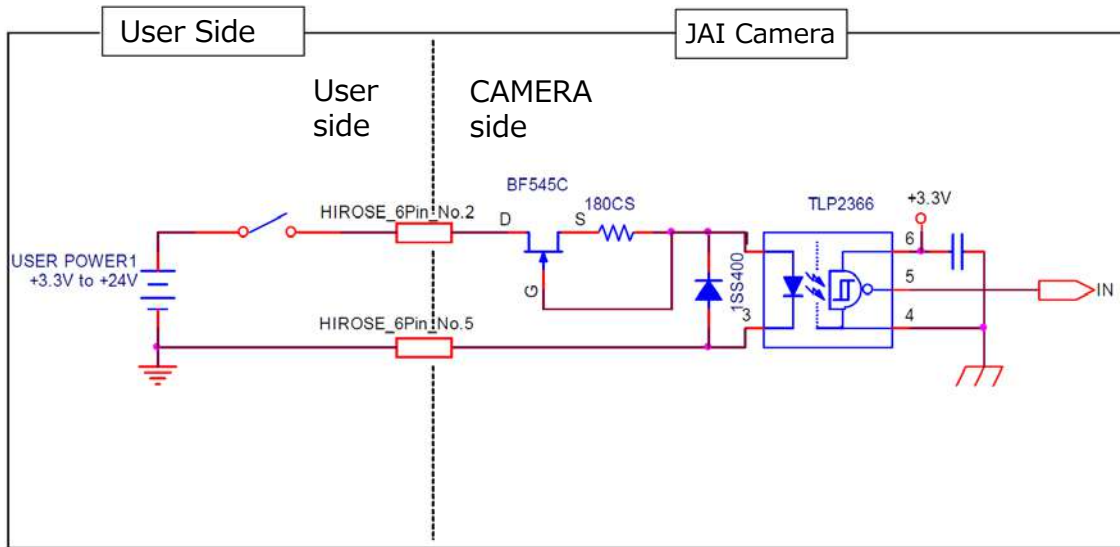 User Side
JAI Camera
User
side
CAMERA
side
BF545C
HIROSE_6Pin_No.2
D
S
180CS
TLP2366
+3.3V
USER POWER1
+3.3V to +24V
G
1SS400
6
5
IN
HIROSE_6Pin_No.5
3
4